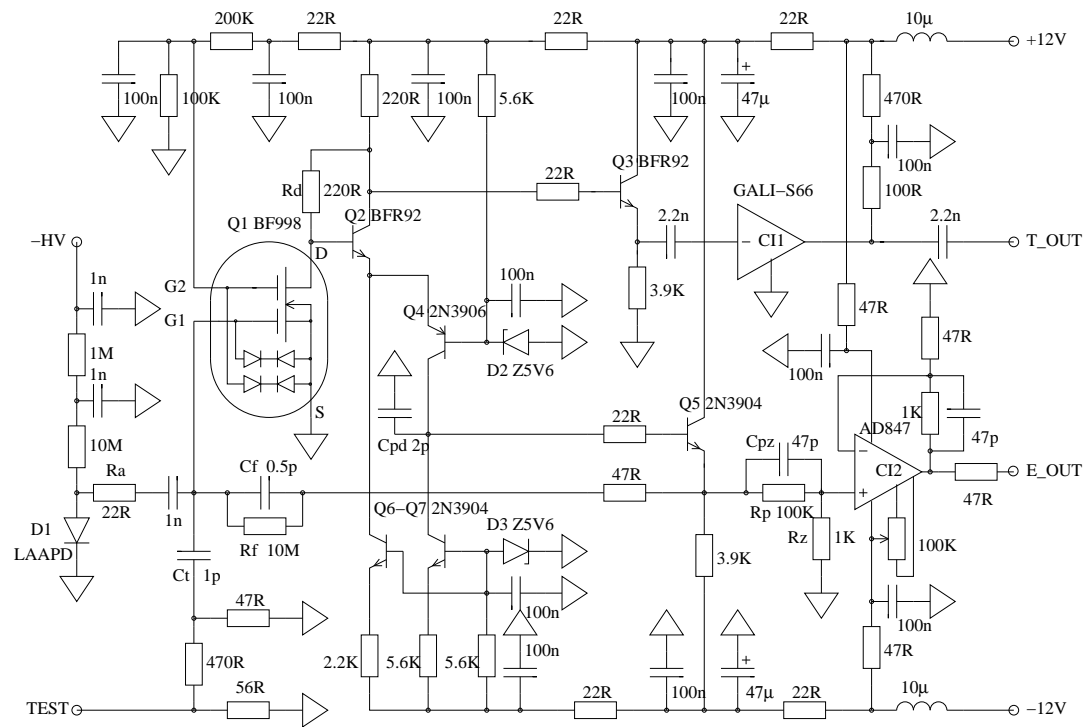 200K
22R
22R
22R
10μ
+12V
100n
100K
100n
220R
100n
5.6K
100n
+
47μ
470R
100n
100R
Rd
220R
Q3 BFR92
22R
GALI−S66
Q1 BF998
Q2 BFR92
2.2n
−
CI1
2.2n
T_OUT
−HV
D
G2
G1
S
1n
1M
1n
10M
100n
3.9K
Q4 2N3906
D2 Z5V6
47R
47R
100n
Q5 2N3904
22R
Cpd 2p
Cpz
47p
1K
AD847
47p
−
+
CI2
E_OUT
47R
Ra
22R
1n
Cf 0.5p
Rf 10M
47R
Rp 100K
Rz
1K
100K
D1
LAAPD
Q6−Q7 2N3904
D3 Z5V6
3.9K
Ct
1p
100n
100n
47R
470R
2.2K
5.6K
5.6K
100n
100n
+
47μ
47R
TEST
56R
22R
22R
10μ
−12V